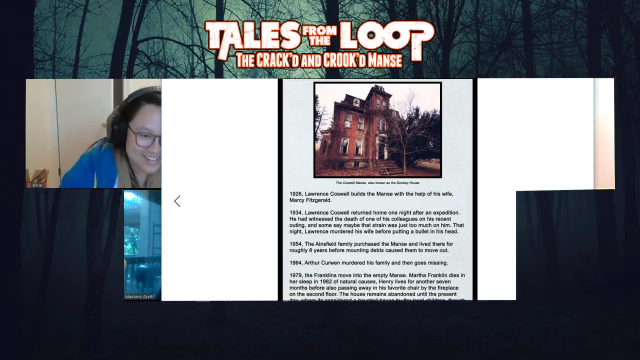 TALES FROM THE LOOP
THE CRACK'D AND CROOK'D MANSE
The Coswell Manse, also known as the Donkey House
1926, Lawrence Coswell builds the Manse with the help of his wife,
Marcy Fitzgerald.
1934, Lawrence Coswell returned home one night after an expedition.
He had witnessed the death of one of his colleagues on his recent
outing, and some say maybe that strain was just too much on him. That
night, Lawrence murdered his wife before putting a bullet in his head.
1954, The Ainsfield family purchased the Manse and lived there for
roughly 8 years before mounting debts caused them to move out.
1964, Arthur Curwen murdered his family and then goes missing.
1979, the Franklins move into the empty Manse. Martha Franklin dies in
her sleep in 1982 of natural causes, Henry lives for another seven
months before also passing away in his favorite chair by the fireplace
on the second floor. The house remains abandoned until the present